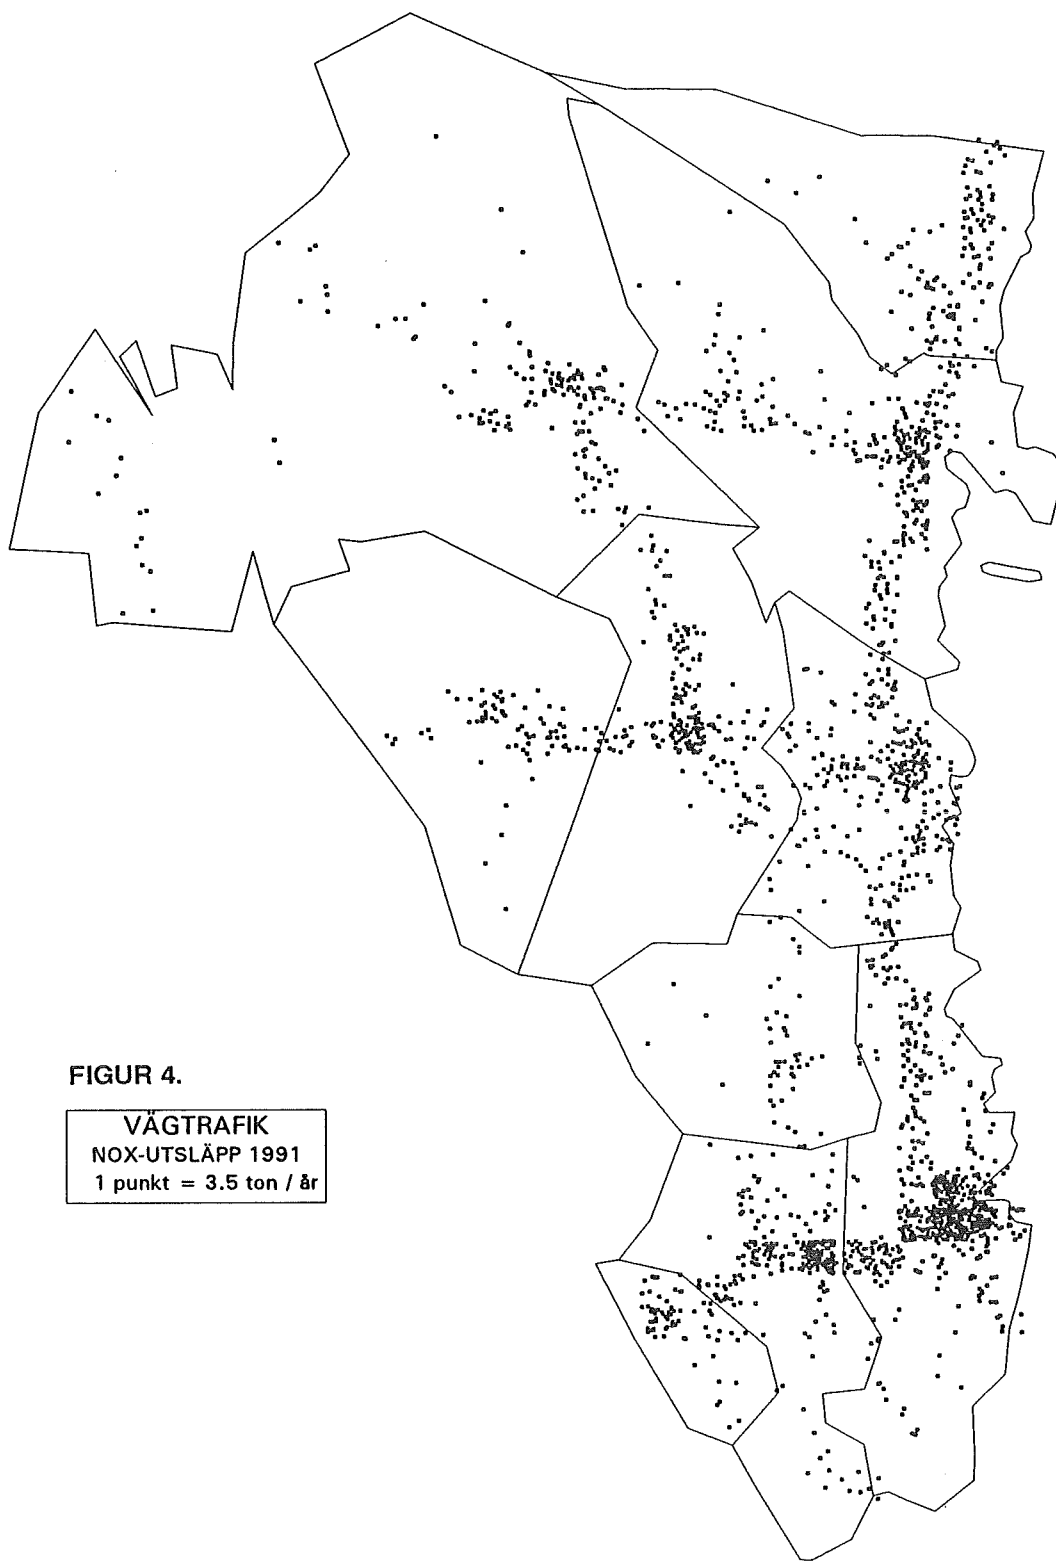 FIGUR 4.
VÄGTRAFIK
NOX-UTSLÄPP 1991
1 punkt = 3.5 ton / år